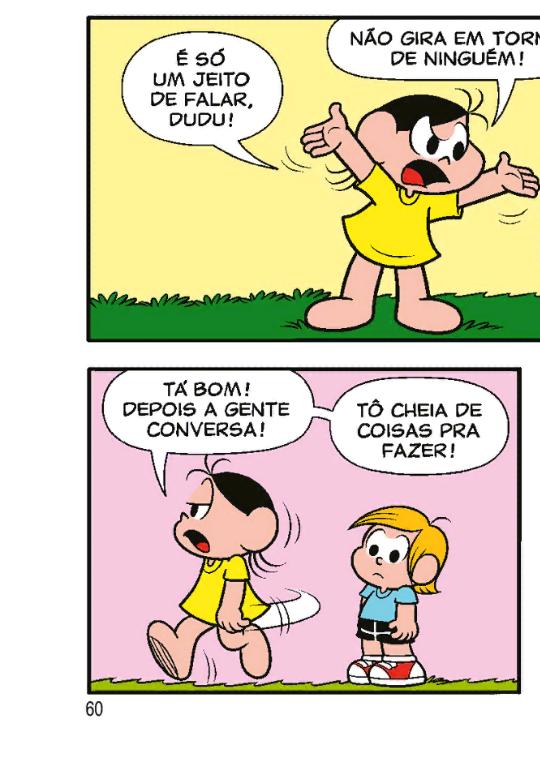 É SÓ
UM JEITO
DE FALAR,
DUDU!
NÃO GIRA EM TORN
DE NINGUÉM!
TÁ BOM!
DEPOIS A GENTE
CONVERSA!
TÔ CHEIA DE
COISAS PRA
FAZER!
60